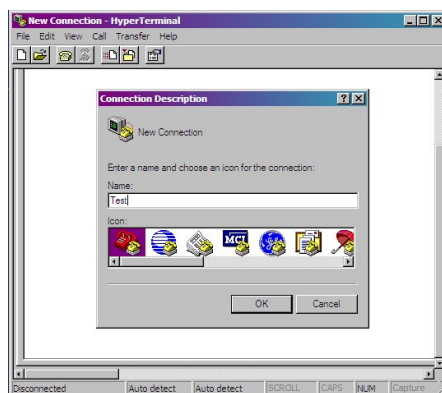 New Connection - HyperTerminal
File Edit View Call Transfer Help
Connection Description
New Connection
Enter a name and choose an icon for the connection:
Name:
Test
Icon:
MCI
OK Cancel
Disconnected Auto detect Auto detect SCROLL CAPS NUM Capture